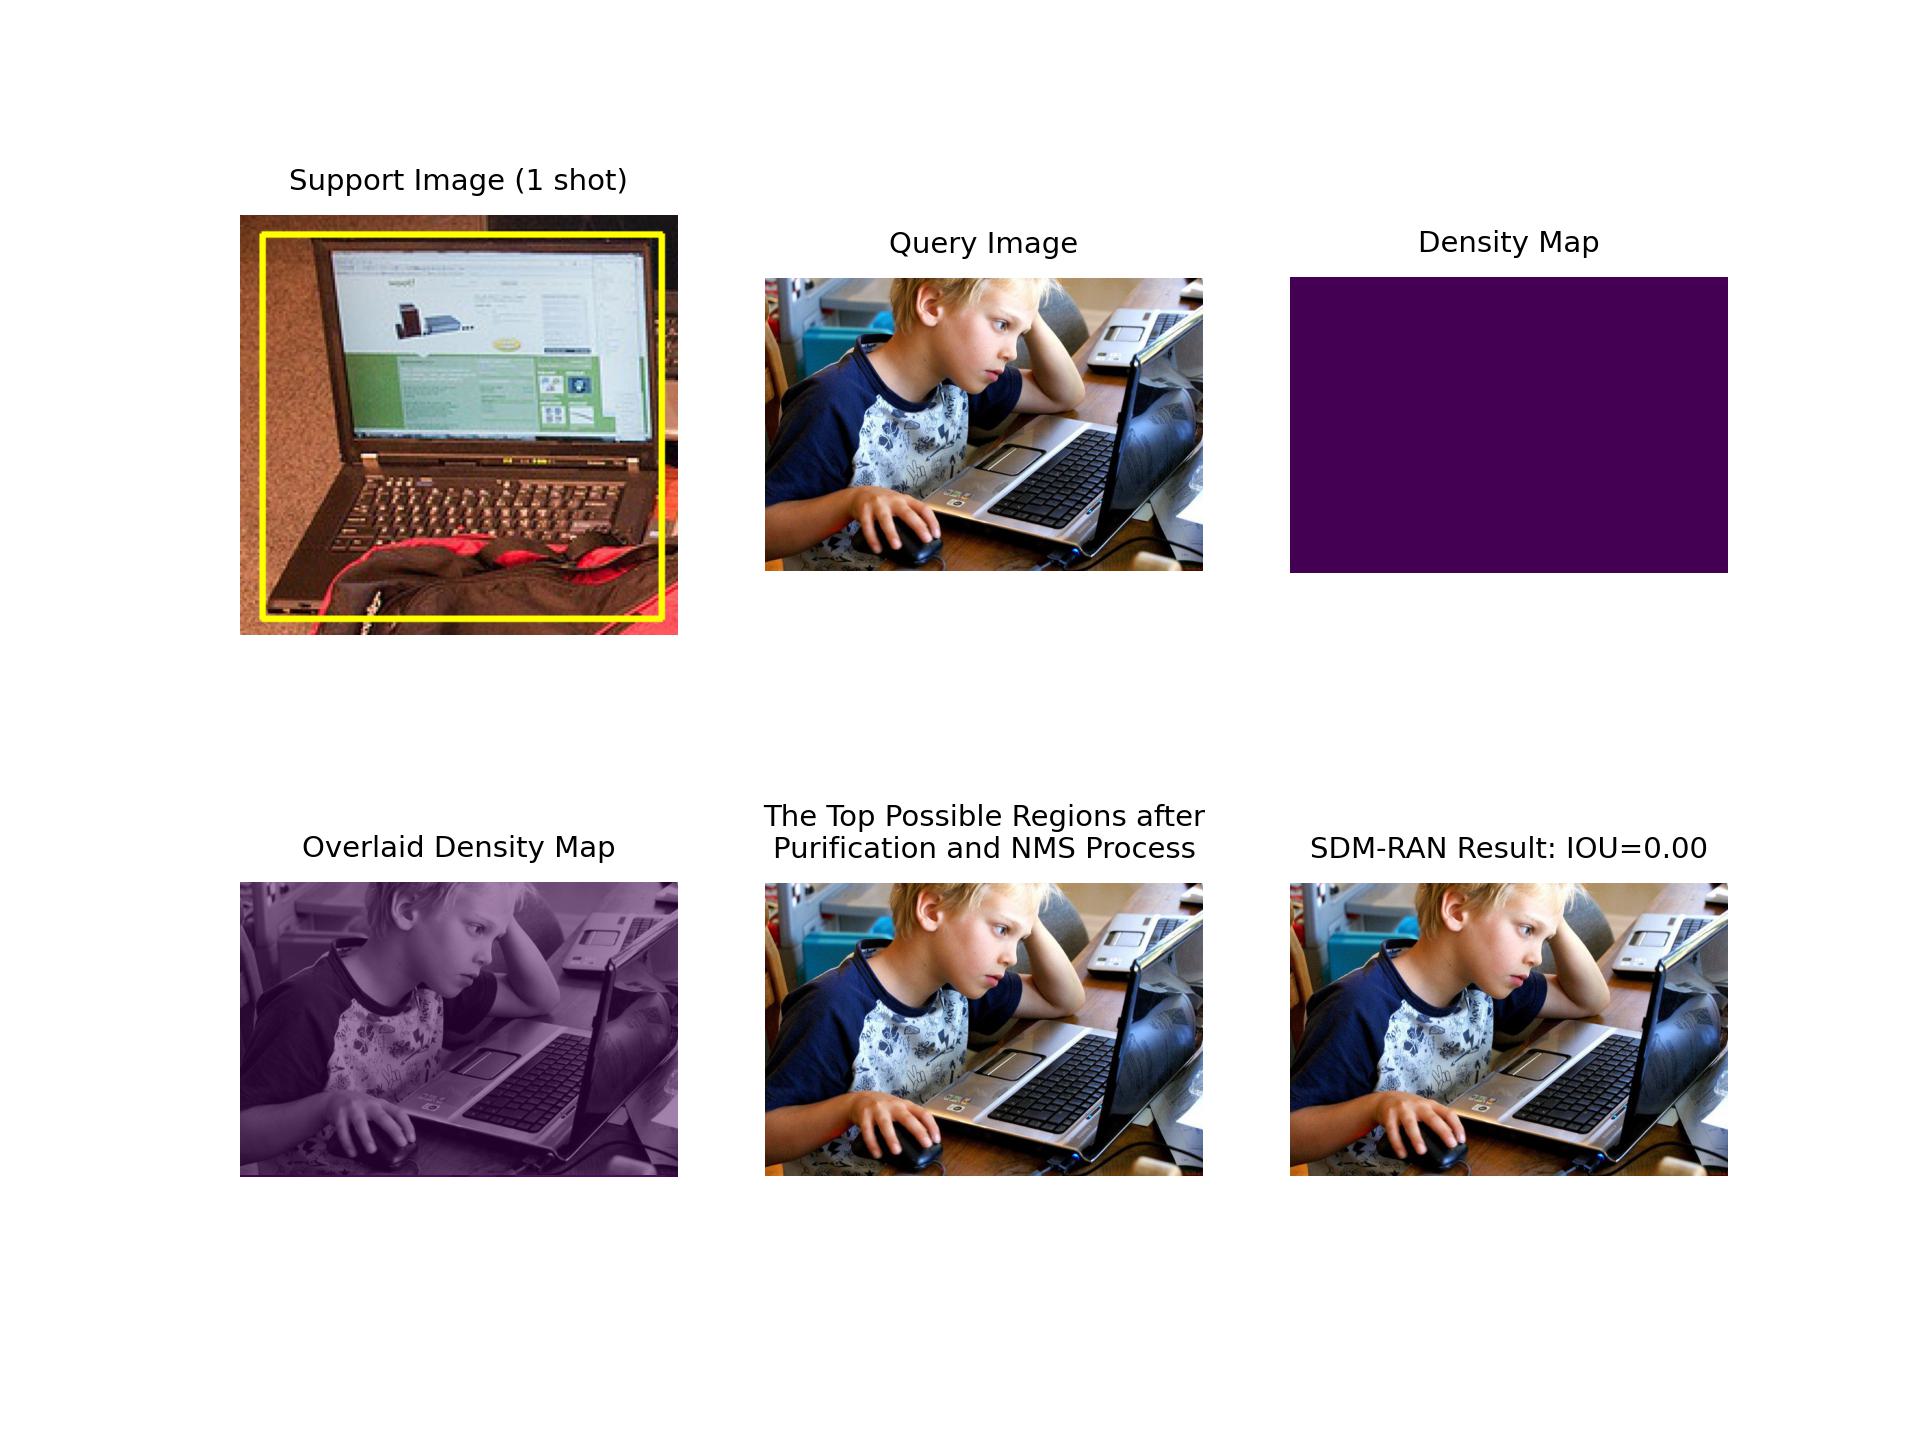 Support Image (1 shot)
Query Image
Density Map
Overlaid Density Map
The Top Possible Regions after
Purification and NMS Process
SDM-RAN Result: IOU=0.00